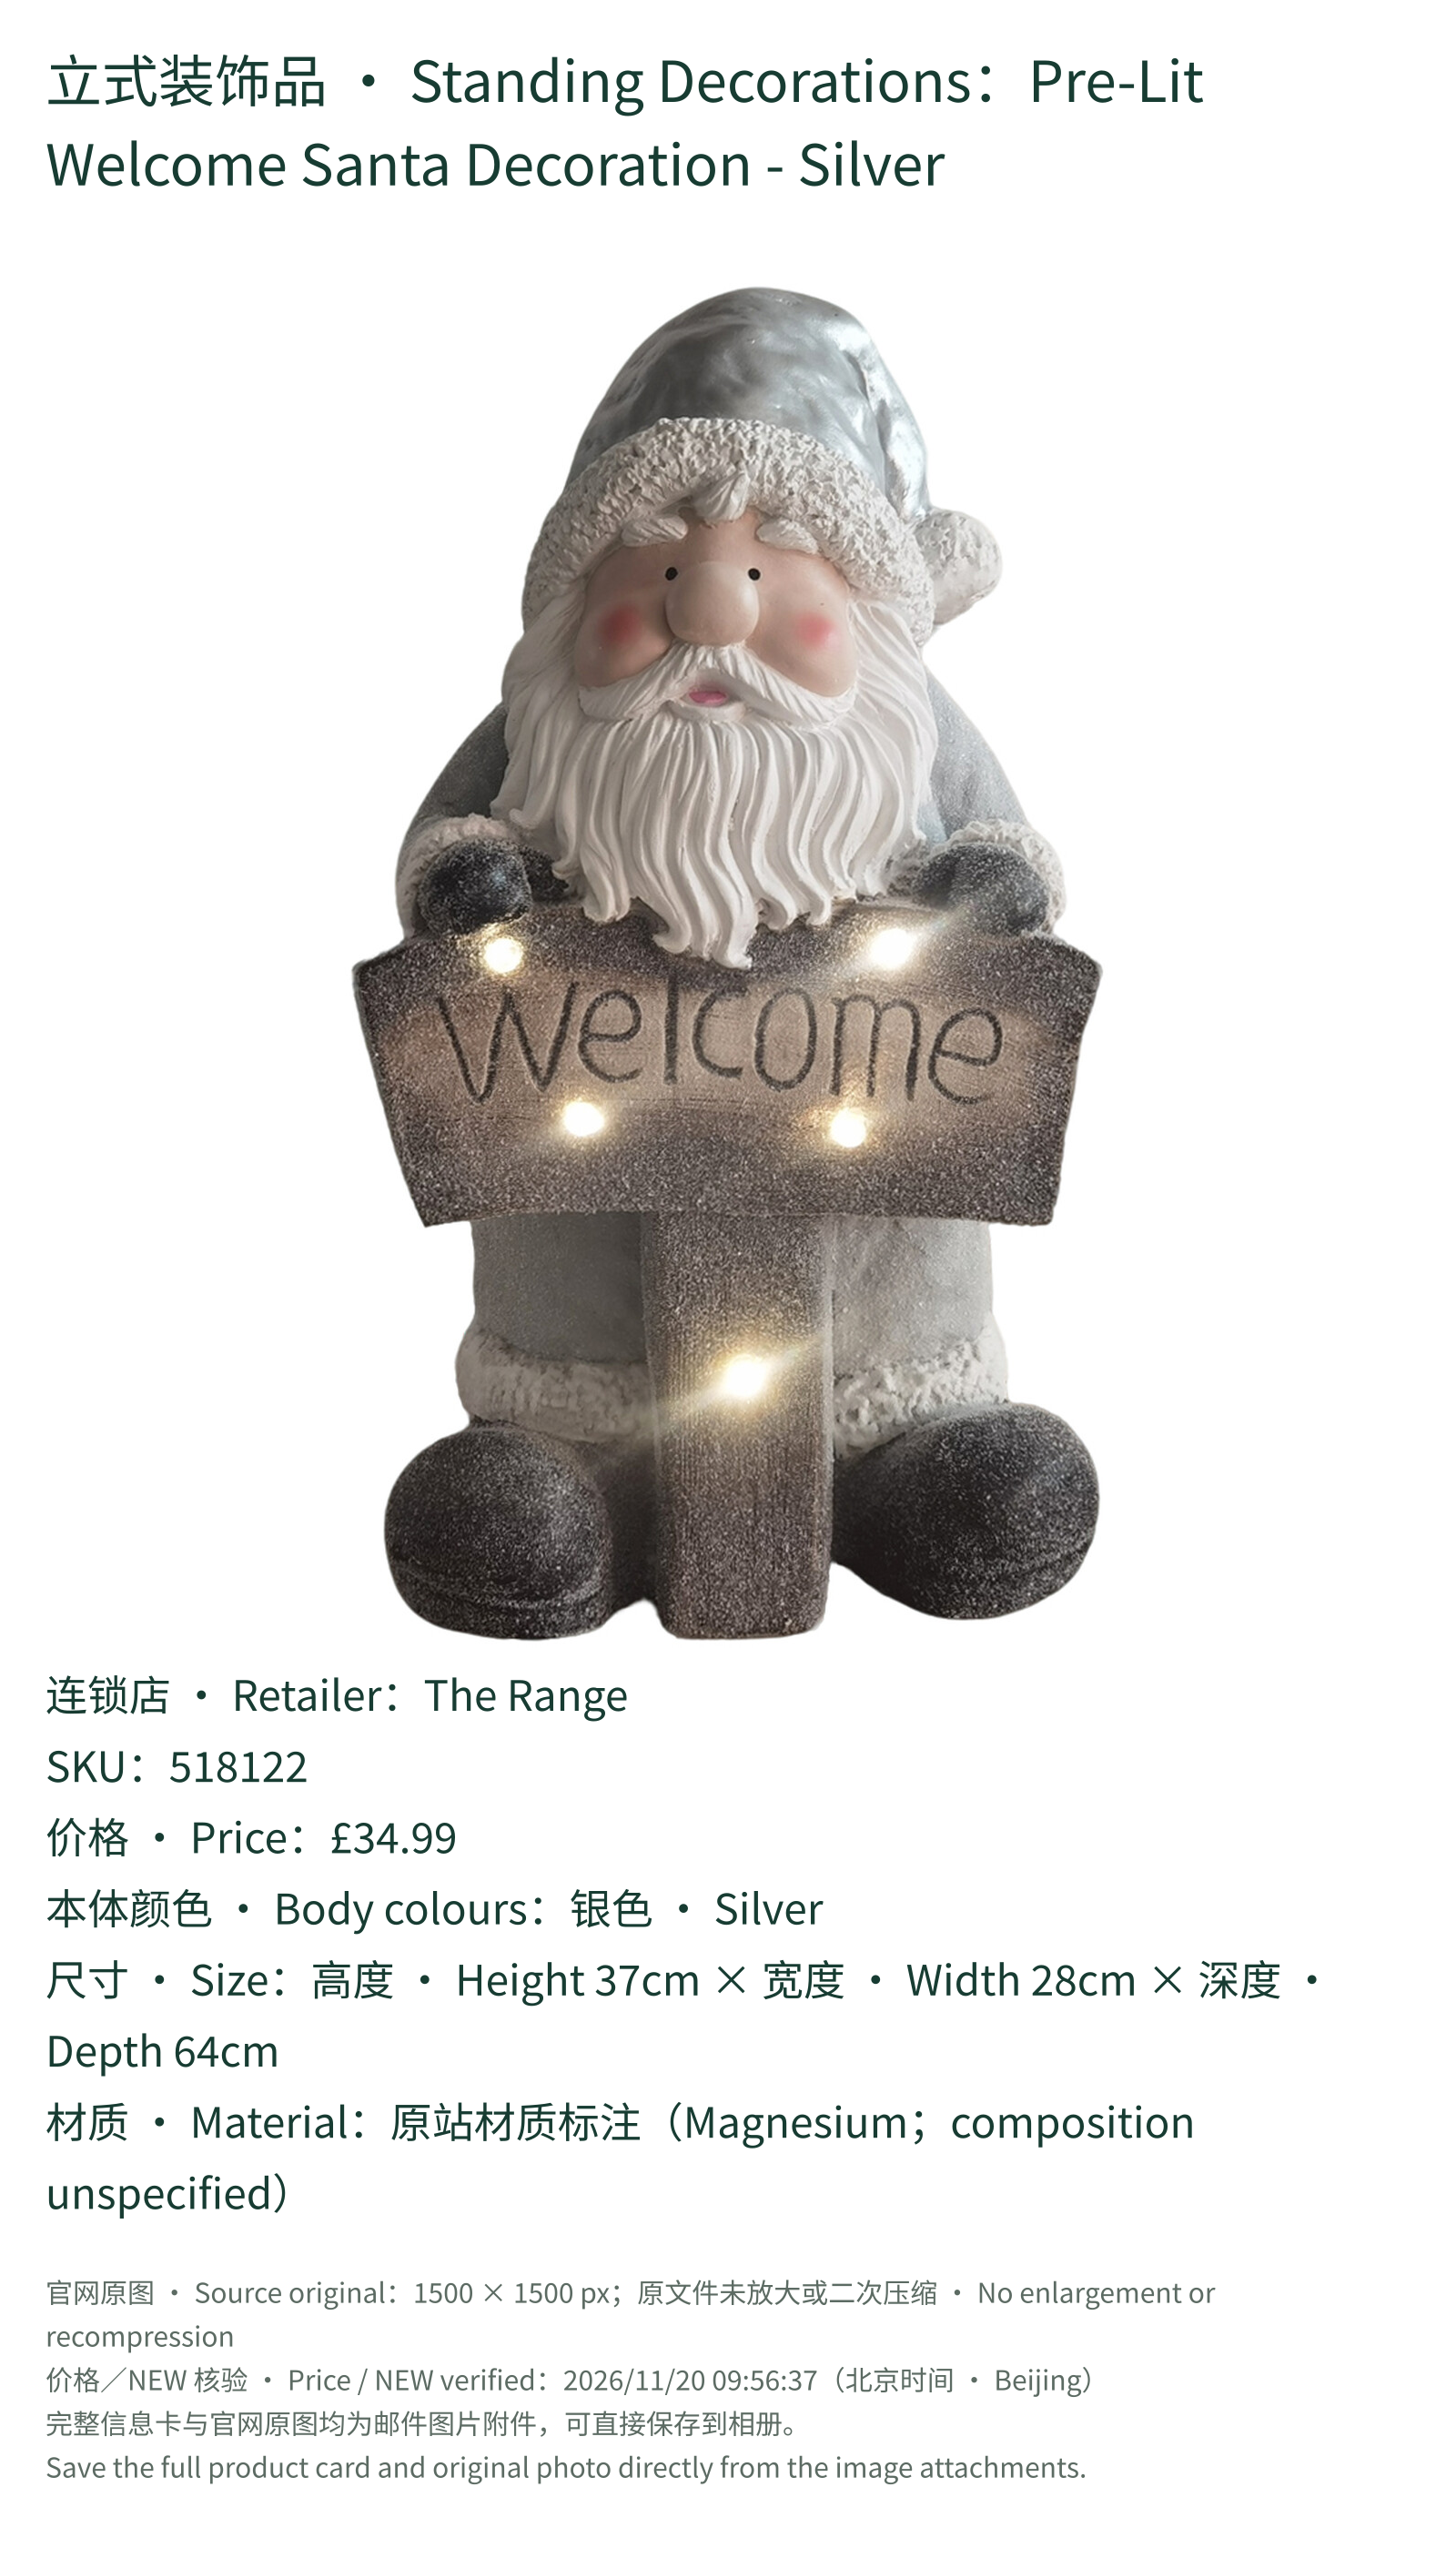 立式装饰品 · Standing Decorations：Pre-Lit
Welcome Santa Decoration - Silver
welcome
连锁店 · Retailer：The Range
SKU：518122
价格 · Price：£34.99
本体颜色 · Body colours：银色 · Silver
尺寸 · Size：高度 · Height 37cm × 宽度 · Width 28cm × 深度 ·
Depth 64cm
材质 · Material：原站材质标注（Magnesium；composition
unspecified）
官网原图 · Source original：1500 × 1500 px；原文件未放大或二次压缩 · No enlargement or
recompression
价格／NEW 核验 · Price / NEW verified：2026/11/20 09:56:37（北京时间 · Beijing）
完整信息卡与官网原图均为邮件图片附件，可直接保存到相册。
Save the full product card and original photo directly from the image attachments.